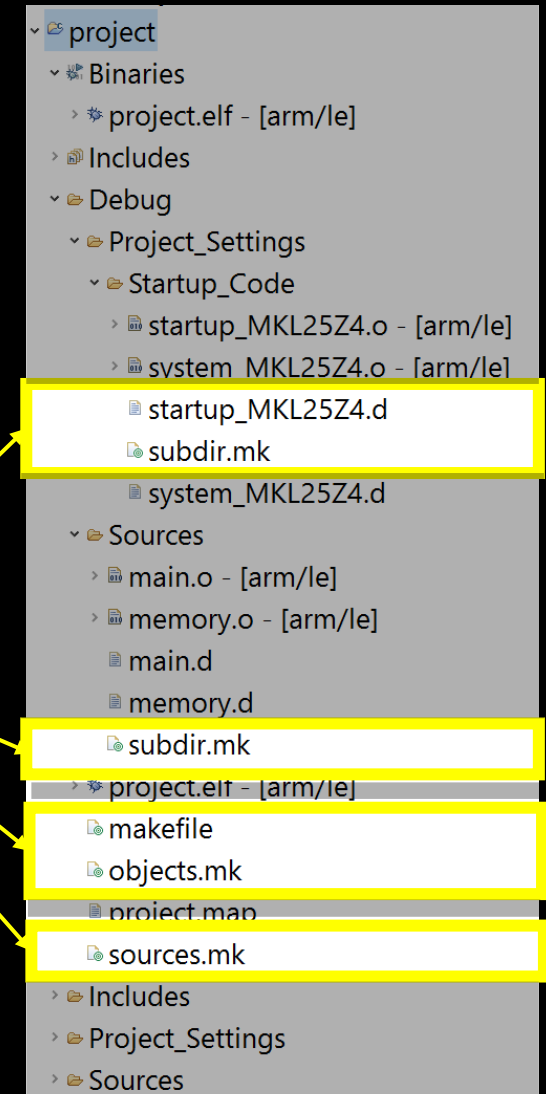 project
Binaries
project.elf - [arm/le]
Includes
Debug
Project_Settings
Startup_Code
startup_MKL25Z4.o - [arm/le]
system_MKL25Z4.o - [arm/le]
startup_MKL25Z4.d
subdir.mk
system_MKL25Z4.d
Sources
main.o - [arm/le]
memory.o - [arm/le]
main.d
memory.d
subdir.mk
project.elf - [arm/le]
makefile
objects.mk
project.map
sources.mk
Includes
Project_Settings
Sources